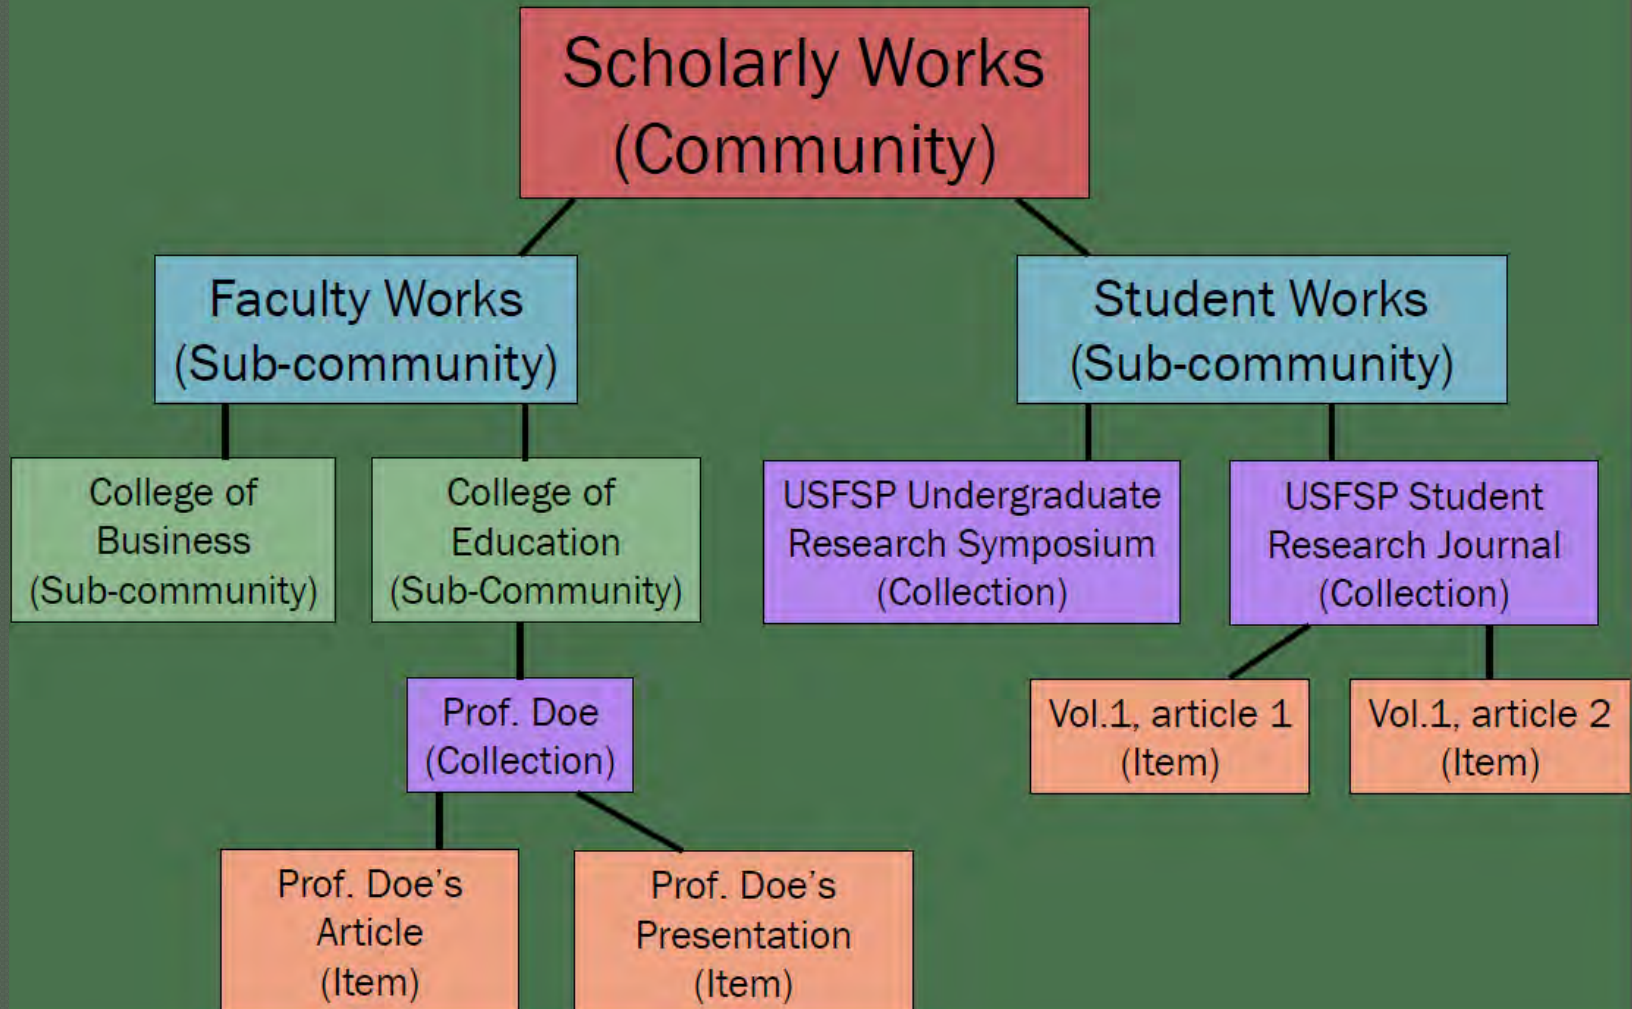 Scholarly Works
(Community)
Faculty Works
(Sub-community)
Student Works
(Sub-community)
College of
Business
(Sub-community)
College of
Education
(Sub-Community)
USFSP Undergraduate
Research Symposium
(Collection)
USFSP Student
Research Journal
(Collection)
Prof. Doe
(Collection)
Vol.1, article 1
(Item)
Vol.1, article 2
(Item)
Prof. Doe’s
Article
(Item)
Prof. Doe’s
Presentation
(Item)